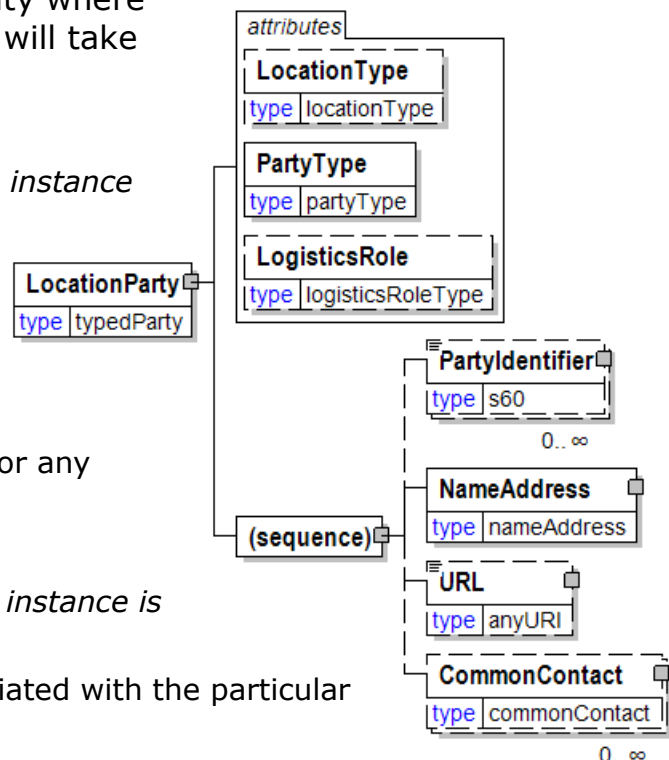 ity where
will take
instance
or any
instance is
iated with the particular
attributes
LocationType
type locationType
PartyType
type partyType
LogisticsRole
type logisticsRoleType
LocationParty
type typedParty
PartyIdentifier
type s60
0.. ∞
NameAddress
type nameAddress
(sequence)
URL
type anyURI
CommonContact
type commonContact
0.. ∞